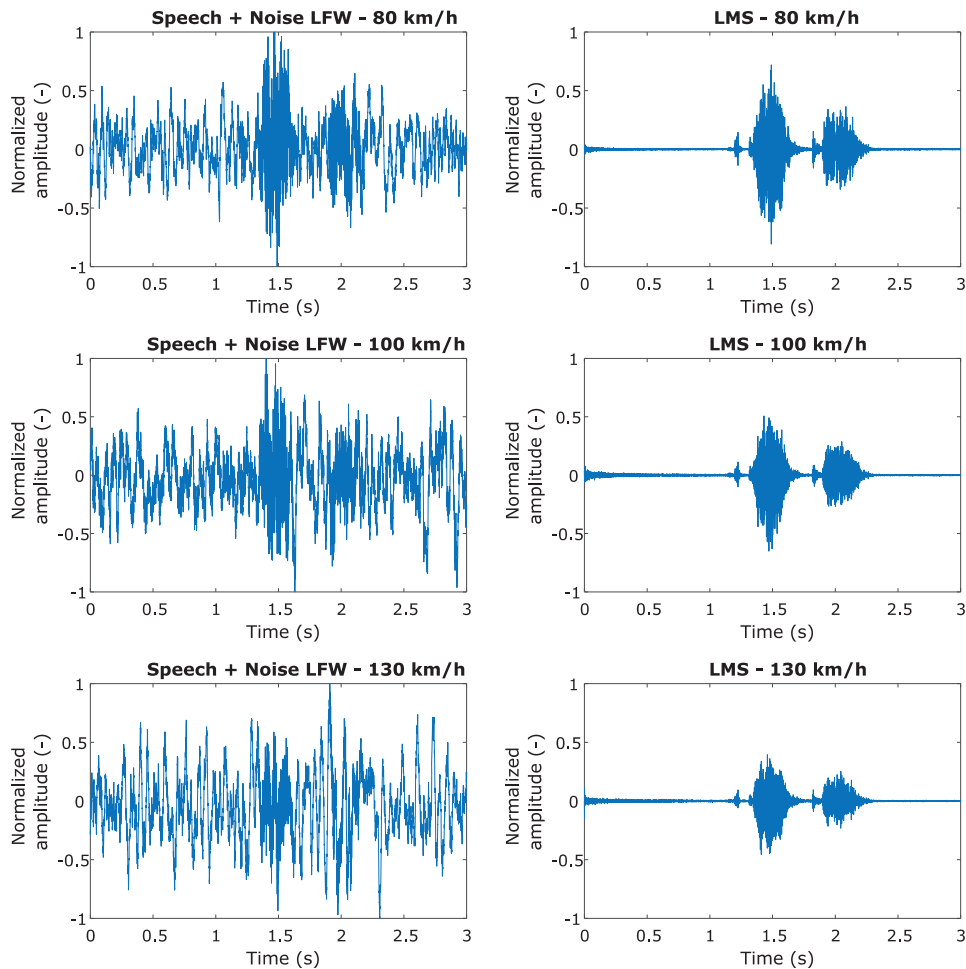 Speech + Noise LFW - 80 km/h
Normalized
amplitude (-)
1
0.5
0
-0.5
-1
0 0.5 1 1.5 2 2.5 3
Time (s)
LMS - 80 km/h
Normalized
amplitude (-)
1
0.5
0
-0.5
-1
0 0.5 1 1.5 2 2.5 3
Time (s)
Speech + Noise LFW - 100 km/h
Normalized
amplitude (-)
1
0.5
0
-0.5
-1
0 0.5 1 1.5 2 2.5 3
Time (s)
LMS - 100 km/h
Normalized
amplitude (-)
1
0.5
0
-0.5
-1
0 0.5 1 1.5 2 2.5 3
Time (s)
Speech + Noise LFW - 130 km/h
Normalized
amplitude (-)
1
0.5
0
-0.5
-1
0 0.5 1 1.5 2 2.5 3
Time (s)
LMS - 130 km/h
Normalized
amplitude (-)
1
0.5
0
-0.5
-1
0 0.5 1 1.5 2 2.5 3
Time (s)